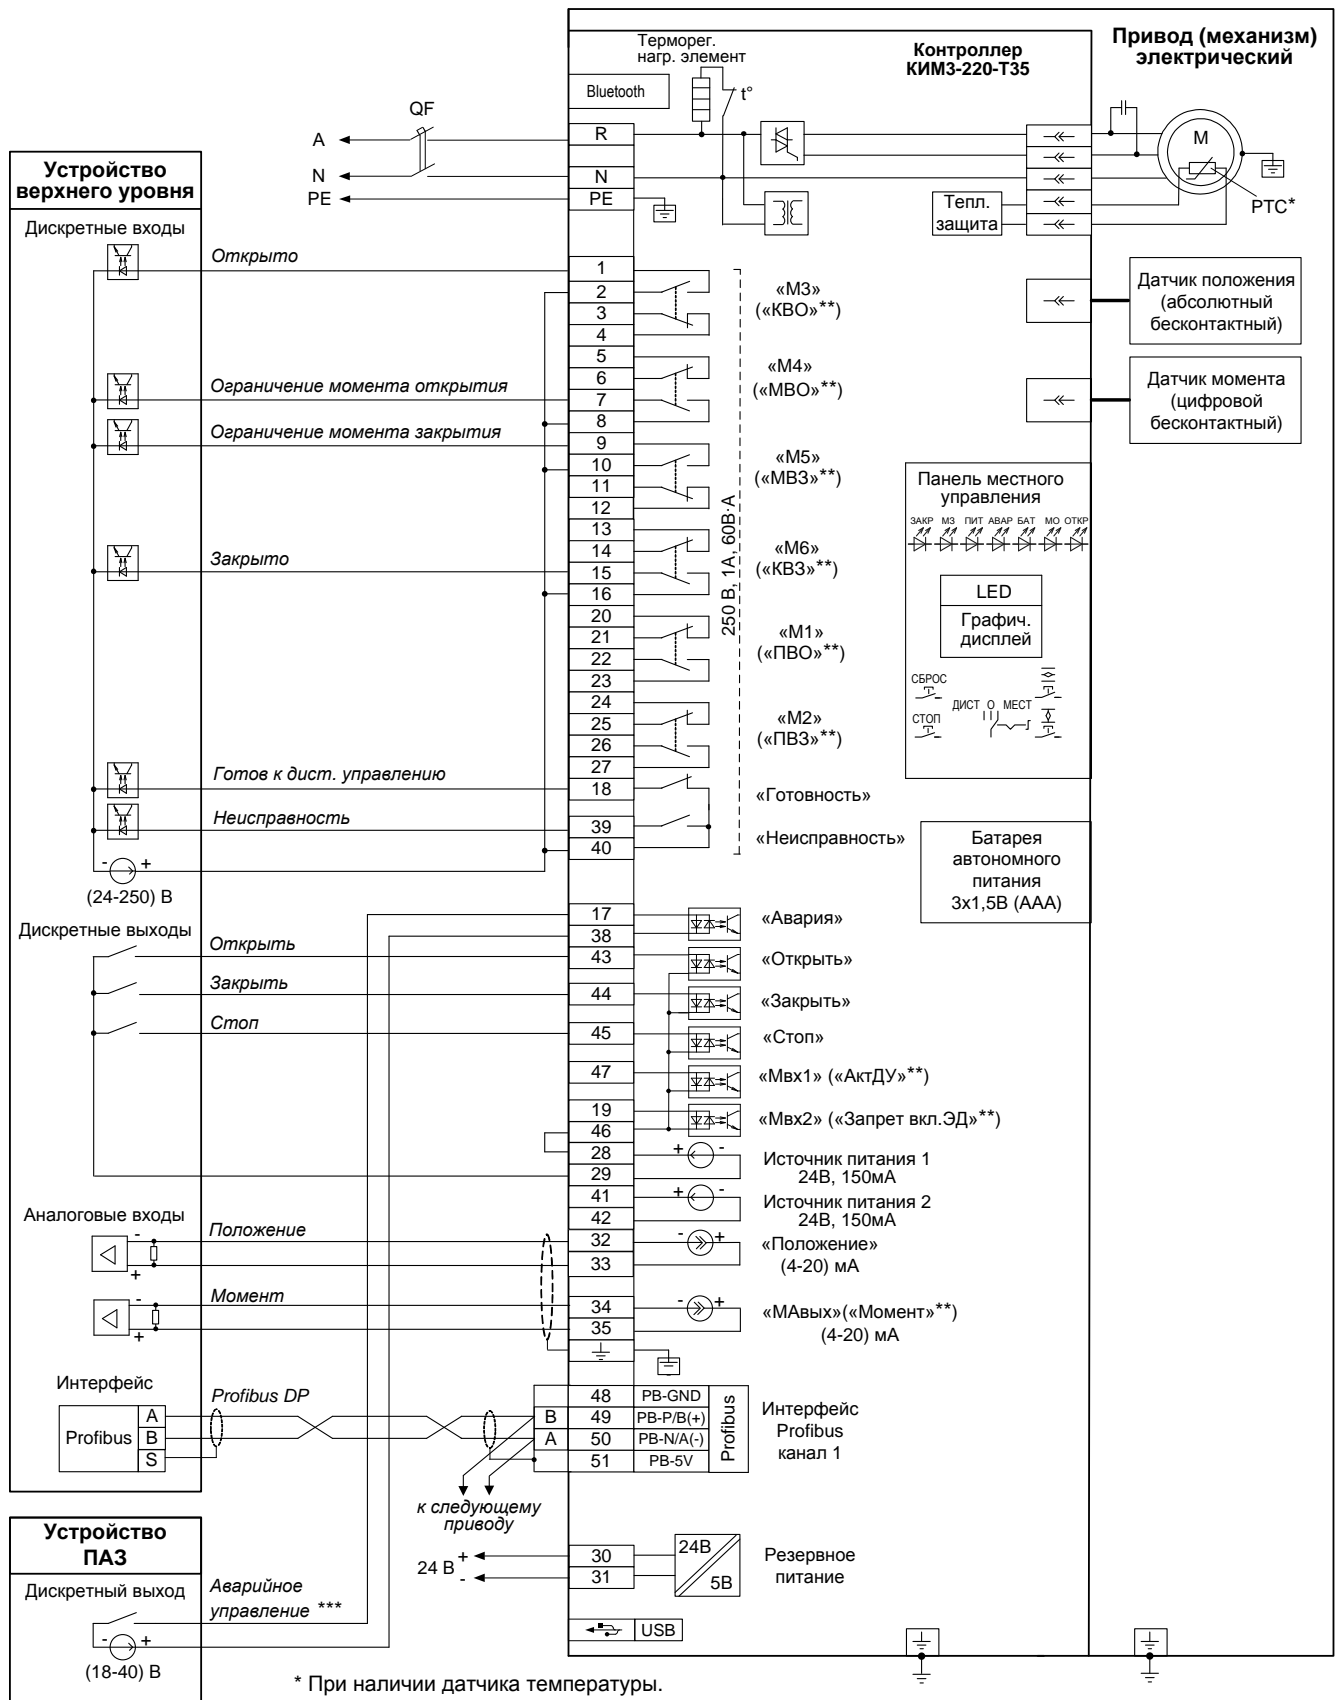 Привод (механизм)
электрический
Контроллер
КИМ3-220-Т35
Терморег.
нагр. элемент
Bluetooth
t°
QF
A
N
PE
R
N
PE
M
Тепл.
защита
PTC*
Устройство
верхнего уровня
Дискретные входы
Открыто
Ограничение момента открытия
Ограничение момента закрытия
Закрыто
Готов к дист. управлению
Неисправность
- +
(24-250) В
1
2
3
4
5
6
7
8
9
10
11
12
13
14
15
16
20
21
22
23
24
25
26
27
18
39
40
«М3»
(«КВО»**)
«М4»
(«МВО»**)
«М5»
(«МВЗ»**)
«М6»
(«КВЗ»**)
«М1»
(«ПВО»**)
«М2»
(«ПВЗ»**)
«Готовность»
«Неисправность»
250 В, 1А, 60В·А
Датчик положения
(абсолютный
бесконтактный)
Датчик момента
(цифровой
бесконтактный)
Панель местного
управления
ЗАКР МЗ ПИТ АВАР БАТ МО ОТКР
LED
Графич.
дисплей
СБРОС
СТОП
ДИСТ О МЕСТ
Батарея
автономного
питания
3x1,5В (ААА)
Дискретные выходы
Открыть
Закрыть
Стоп
17
38
43
44
45
47
19
46
28
29
41
42
32
33
34
35
«Авария»
«Открыть»
«Закрыть»
«Стоп»
«Мвх1» («АктДУ»**)
«Мвх2» («Запрет вкл.ЭД»**)
+ -
Источник питания 1
24В, 150мА
+ -
Источник питания 2
24В, 150мА
- +
«Положение»
(4-20) мА
- +
«МАвых»(«Момент»**)
(4-20) мА
Аналоговые входы
-
+
Положение
-
+
Момент
Интерфейс
Profibus
A
B
S
Profibus DP
B
A
48 PB-GND
49 PB-P/B(+)
50 PB-N/A(-)
51 PB-5V
Profibus
Интерфейс
Profibus
канал 1
к следующему
приводу
24 В
+
-
30
31
24В
5В
Резервное
питание
USB
Устройство
ПАЗ
Дискретный выход
Аварийное
управление ***
- +
(18-40) В
* При наличии датчика температуры.